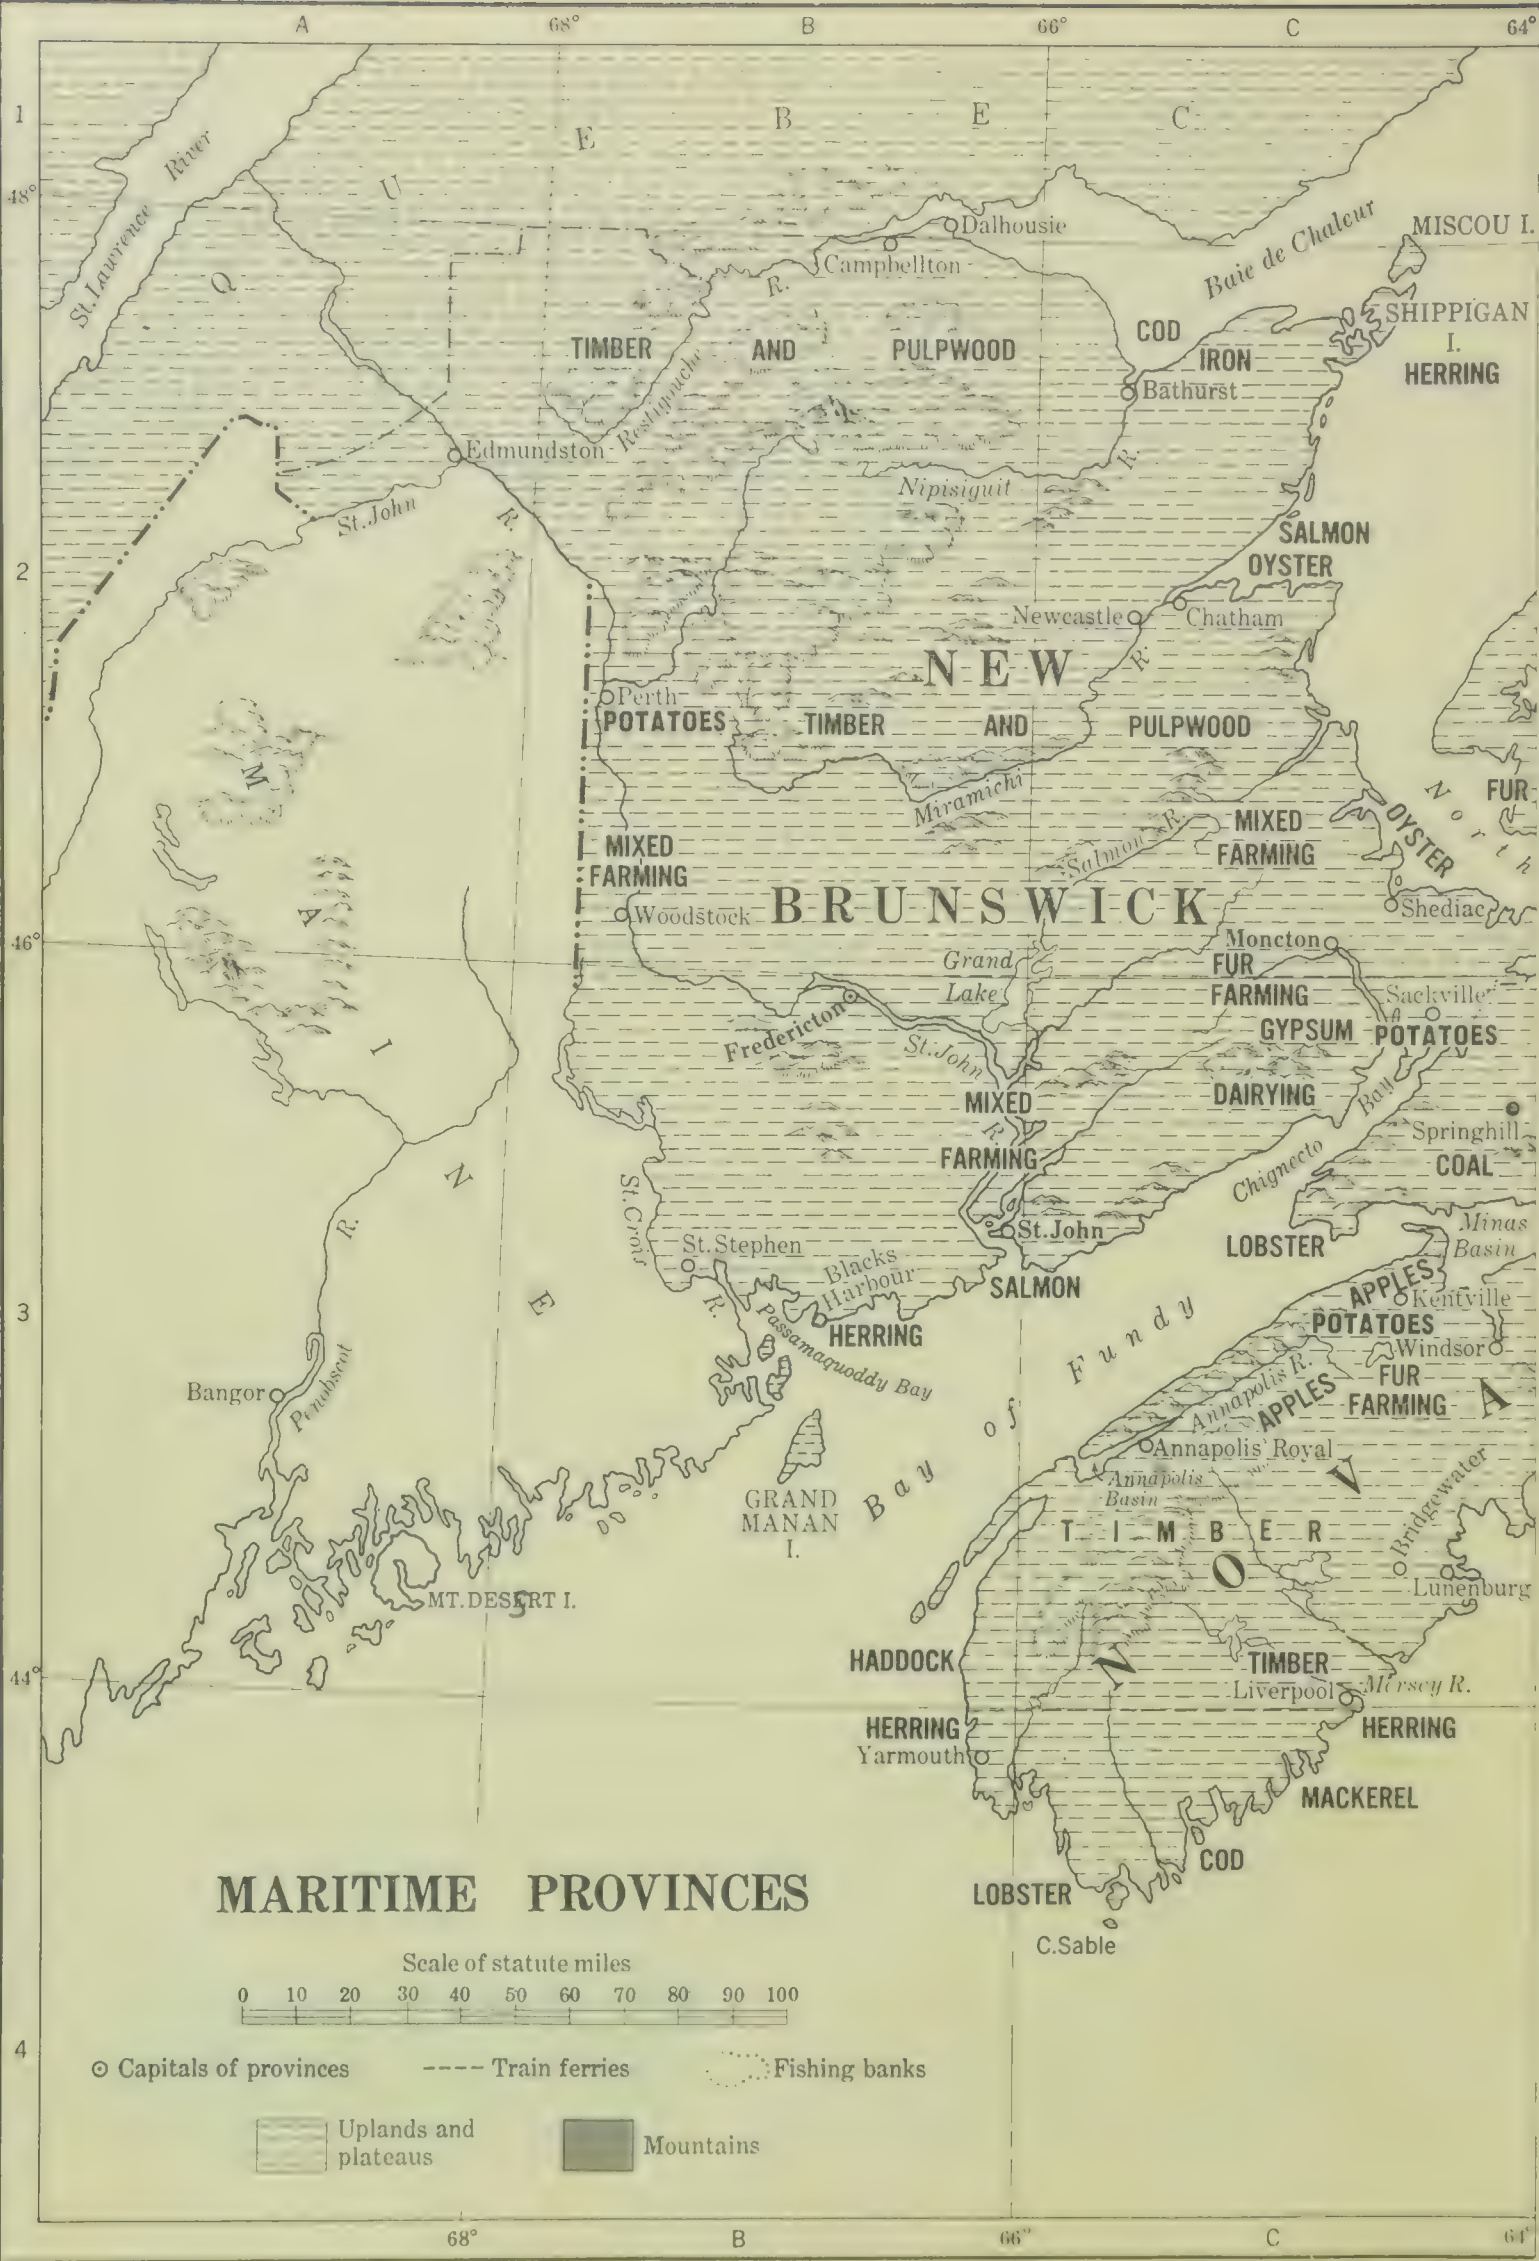 A 68° B 66° C 64°
1
48°
2
46°
3
44°
4
Q U E B E C
St. Lawrence River
Dalhousie
Campbellton
R.
Restigouche
Baie de Chaleur
MISCOU I.
SHIPPIGAN
I.
HERRING
COD
IRON
Bathurst
TIMBER AND PULPWOOD
Edmundston
St. John
R.
Nipisiguit
R.
SALMON
OYSTER
Newcastle
Chatham
R.
NEW
Perth
POTATOES
TIMBER AND PULPWOOD
Miramichi
North
FUR
OYSTER
MIXED
FARMING
Salmon R.
MIXED
FARMING
Woodstock
BRUNSWICK
Shediac
Moncton
FUR
FARMING
Grand
Lake
Sackville
Fredericton
St. John
GYPSUM
POTATOES
M A I N E
MIXED
R.
FARMING
DAIRYING
Chignecto Bay
Springhill
COAL
St. Croix
R.
St. Stephen
Blacks
Harbour
St. John
SALMON
HERRING
LOBSTER
Minas
Basin
APPLES
Kentville
POTATOES
Windsor
FUR
FARMING
Passamaquoddy Bay
Bay of Fundy
R.
Bangor
Penobscot
Annapolis R.
APPLES
Annapolis Royal
Annapolis
Basin
GRAND
MANAN
I.
N O V A
TIMBER
Bridgewater
Lunenburg
MT. DESERT I.
HADDOCK
TIMBER
Liverpool
Mersey R.
HERRING
HERRING
Yarmouth
MACKEREL
COD
LOBSTER
C. Sable
MARITIME PROVINCES
Scale of statute miles
0 10 20 30 40 50 60 70 80 90 100
Capitals of provinces
Train ferries
Fishing banks
Uplands and
plateaus
Mountains
68° B 66° C 64°